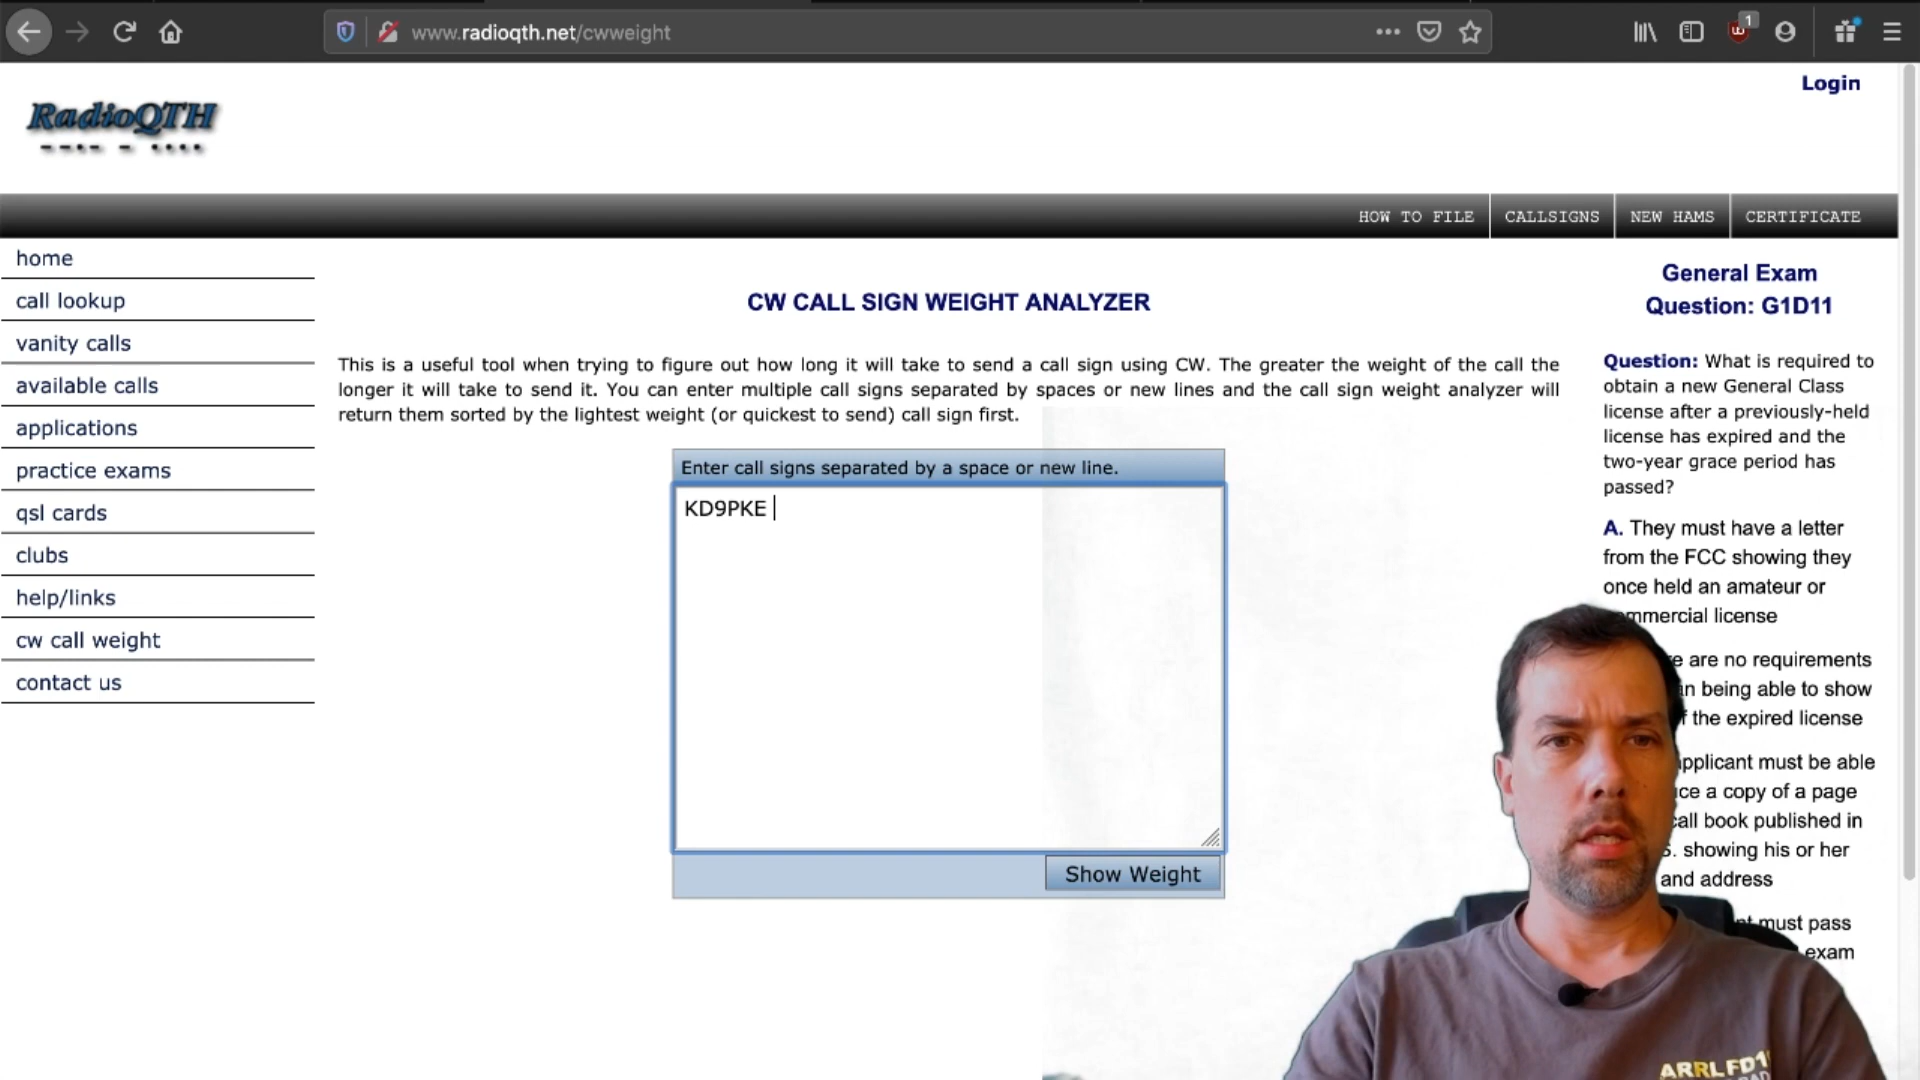 www.radioqth.net/cwweight
1
Login
RadioQTH
HOW TO FILE
CALLSIGNS
NEW HAMS
CERTIFICATE
home
call lookup
vanity calls
available calls
applications
practice exams
qsl cards
clubs
help/links
cw call weight
contact us
CW CALL SIGN WEIGHT ANALYZER
This is a useful tool when trying to figure out how long it will take to send a call sign using CW. The greater the weight of the call the
longer it will take to send it. You can enter multiple call signs separated by spaces or new lines and the call sign weight analyzer will
return them sorted by the lightest weight (or quickest to send) call sign first.
Enter call signs separated by a space or new line.
KD9PKE
Show Weight
General Exam
Question: G1D11
Question: What is required to
obtain a new General Class
license after a previously-held
license has expired and the
two-year grace period has
passed?
A. They must have a letter
from the FCC showing they
once held an amateur or
mmercial license
are no requirements
being able to show
the expired license
pplicant must be able
a copy of a page
call book published in
S. showing his or her
and address
must pass
exam
ARRL FD